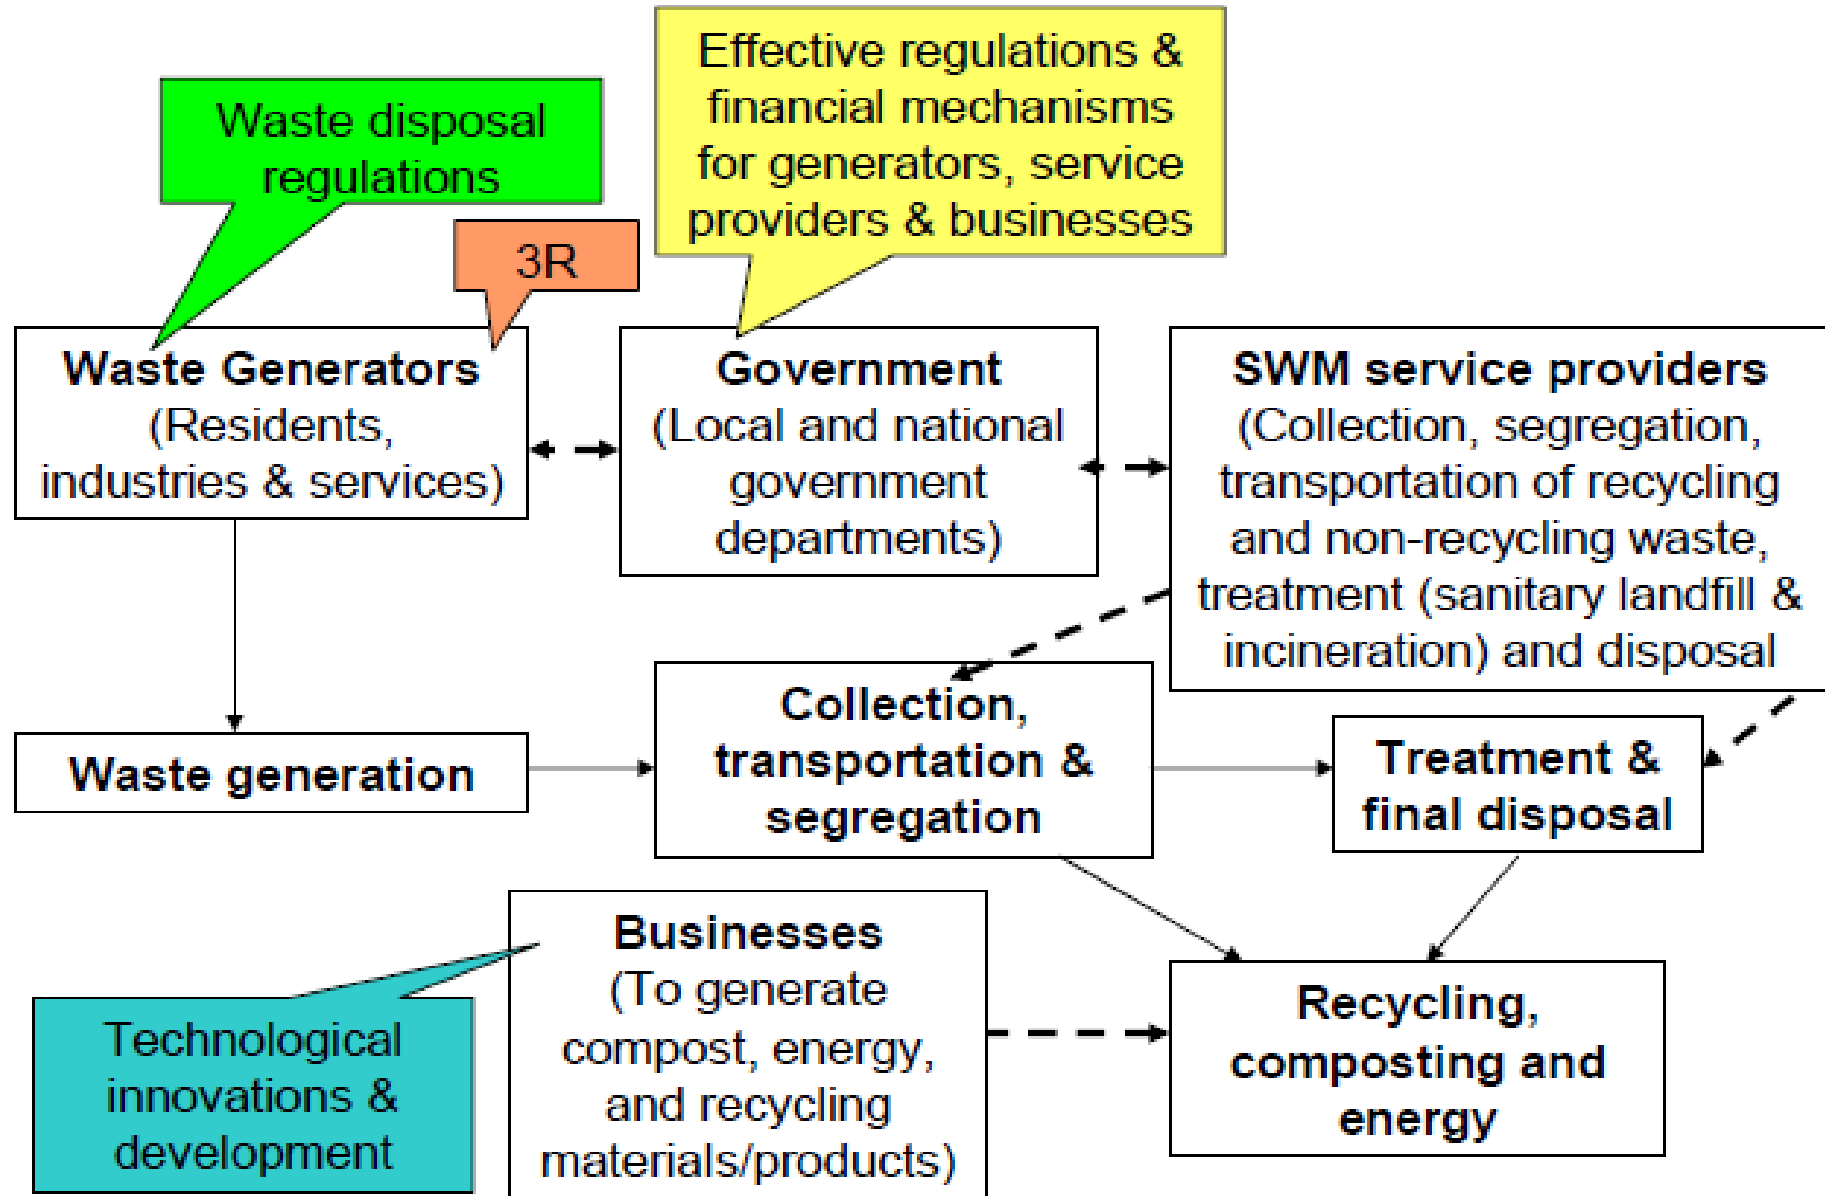 Effective regulations &
financial mechanisms
for generators, service
providers & businesses
Waste disposal
regulations
3R
Waste Generators
(Residents,
industries & services)
Government
(Local and national
government
departments)
SWM service providers
(Collection, segregation,
transportation of recycling
and non-recycling waste,
treatment (sanitary landfill &
incineration) and disposal
Waste generation
Collection,
transportation &
segregation
Treatment &
final disposal
Businesses
(To generate
compost, energy,
and recycling
materials/products)
Technological
innovations &
development
Recycling,
composting and
energy